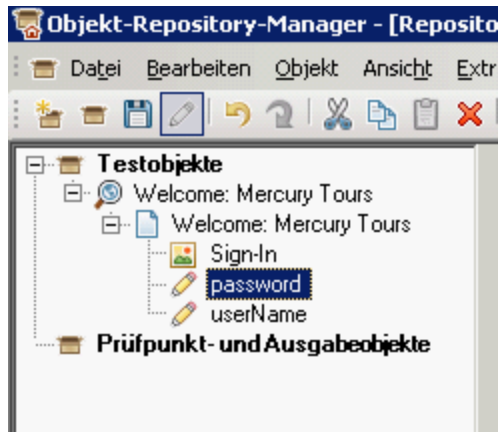 Objekt-Repository-Manager - [Reposito
Datei Bearbeiten Objekt Ansicht Extr
Testobjekte
Welcome: Mercury Tours
Welcome: Mercury Tours
Sign-In
password
userName
Prüfpunkt- und Ausgabeobjekte